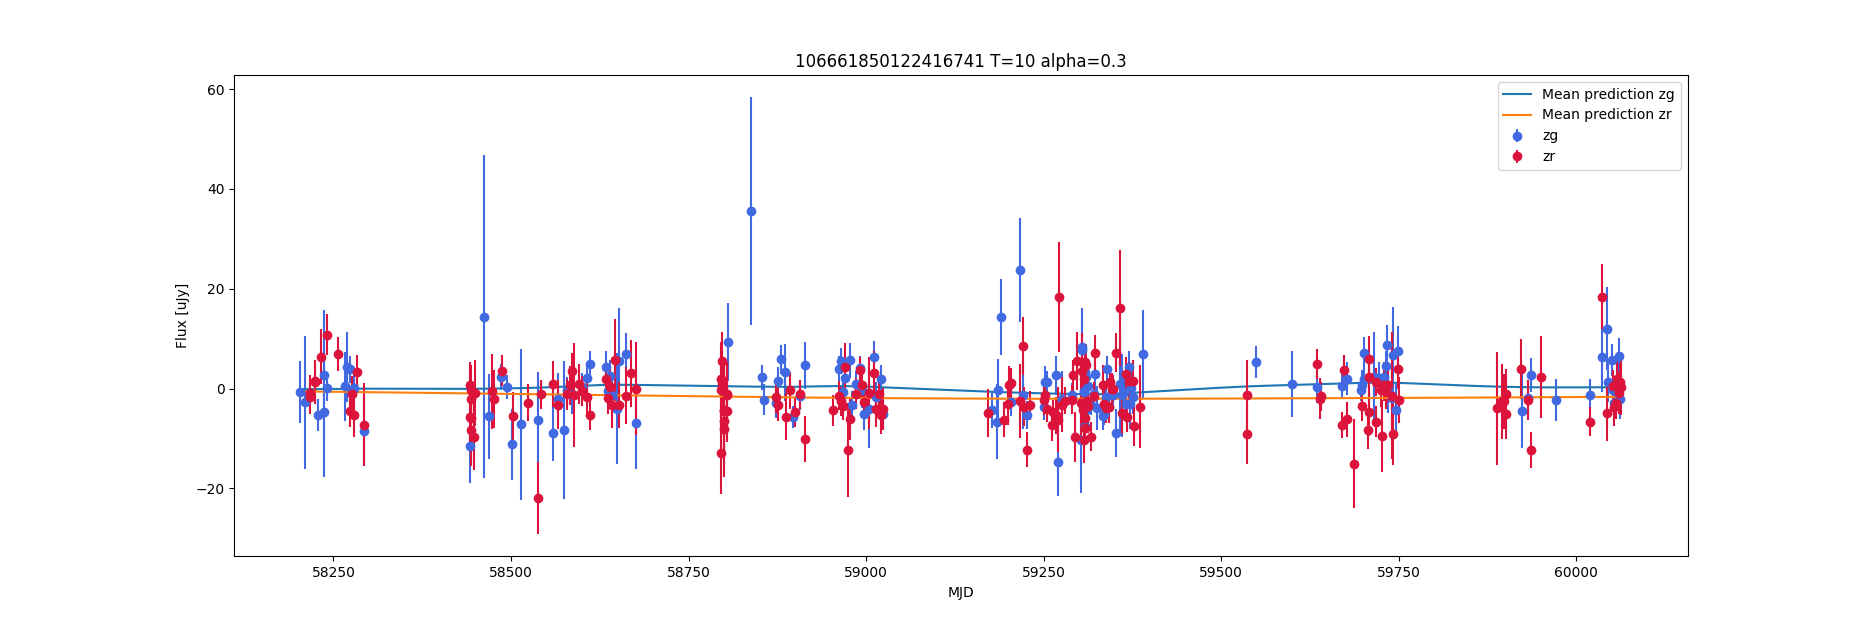 106661850122416741 T=10 alpha=0.3
Flux [uJy]
60
40
20
0
−20
58250 58500 58750 59000 59250 59500 59750 60000
MJD
Mean prediction zg
Mean prediction zr
zg
zr